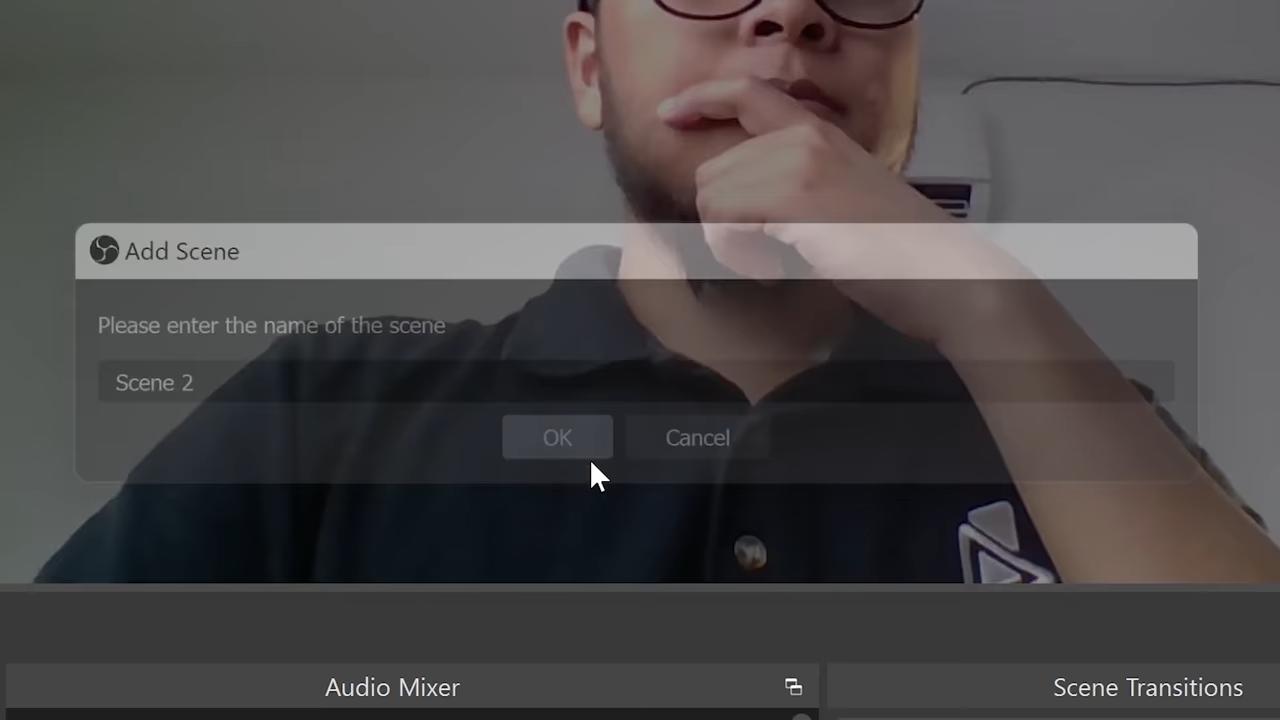 Add Scene
Please enter the name of the scene
Scene 2
OK
Cancel
Audio Mixer
Scene Transitions